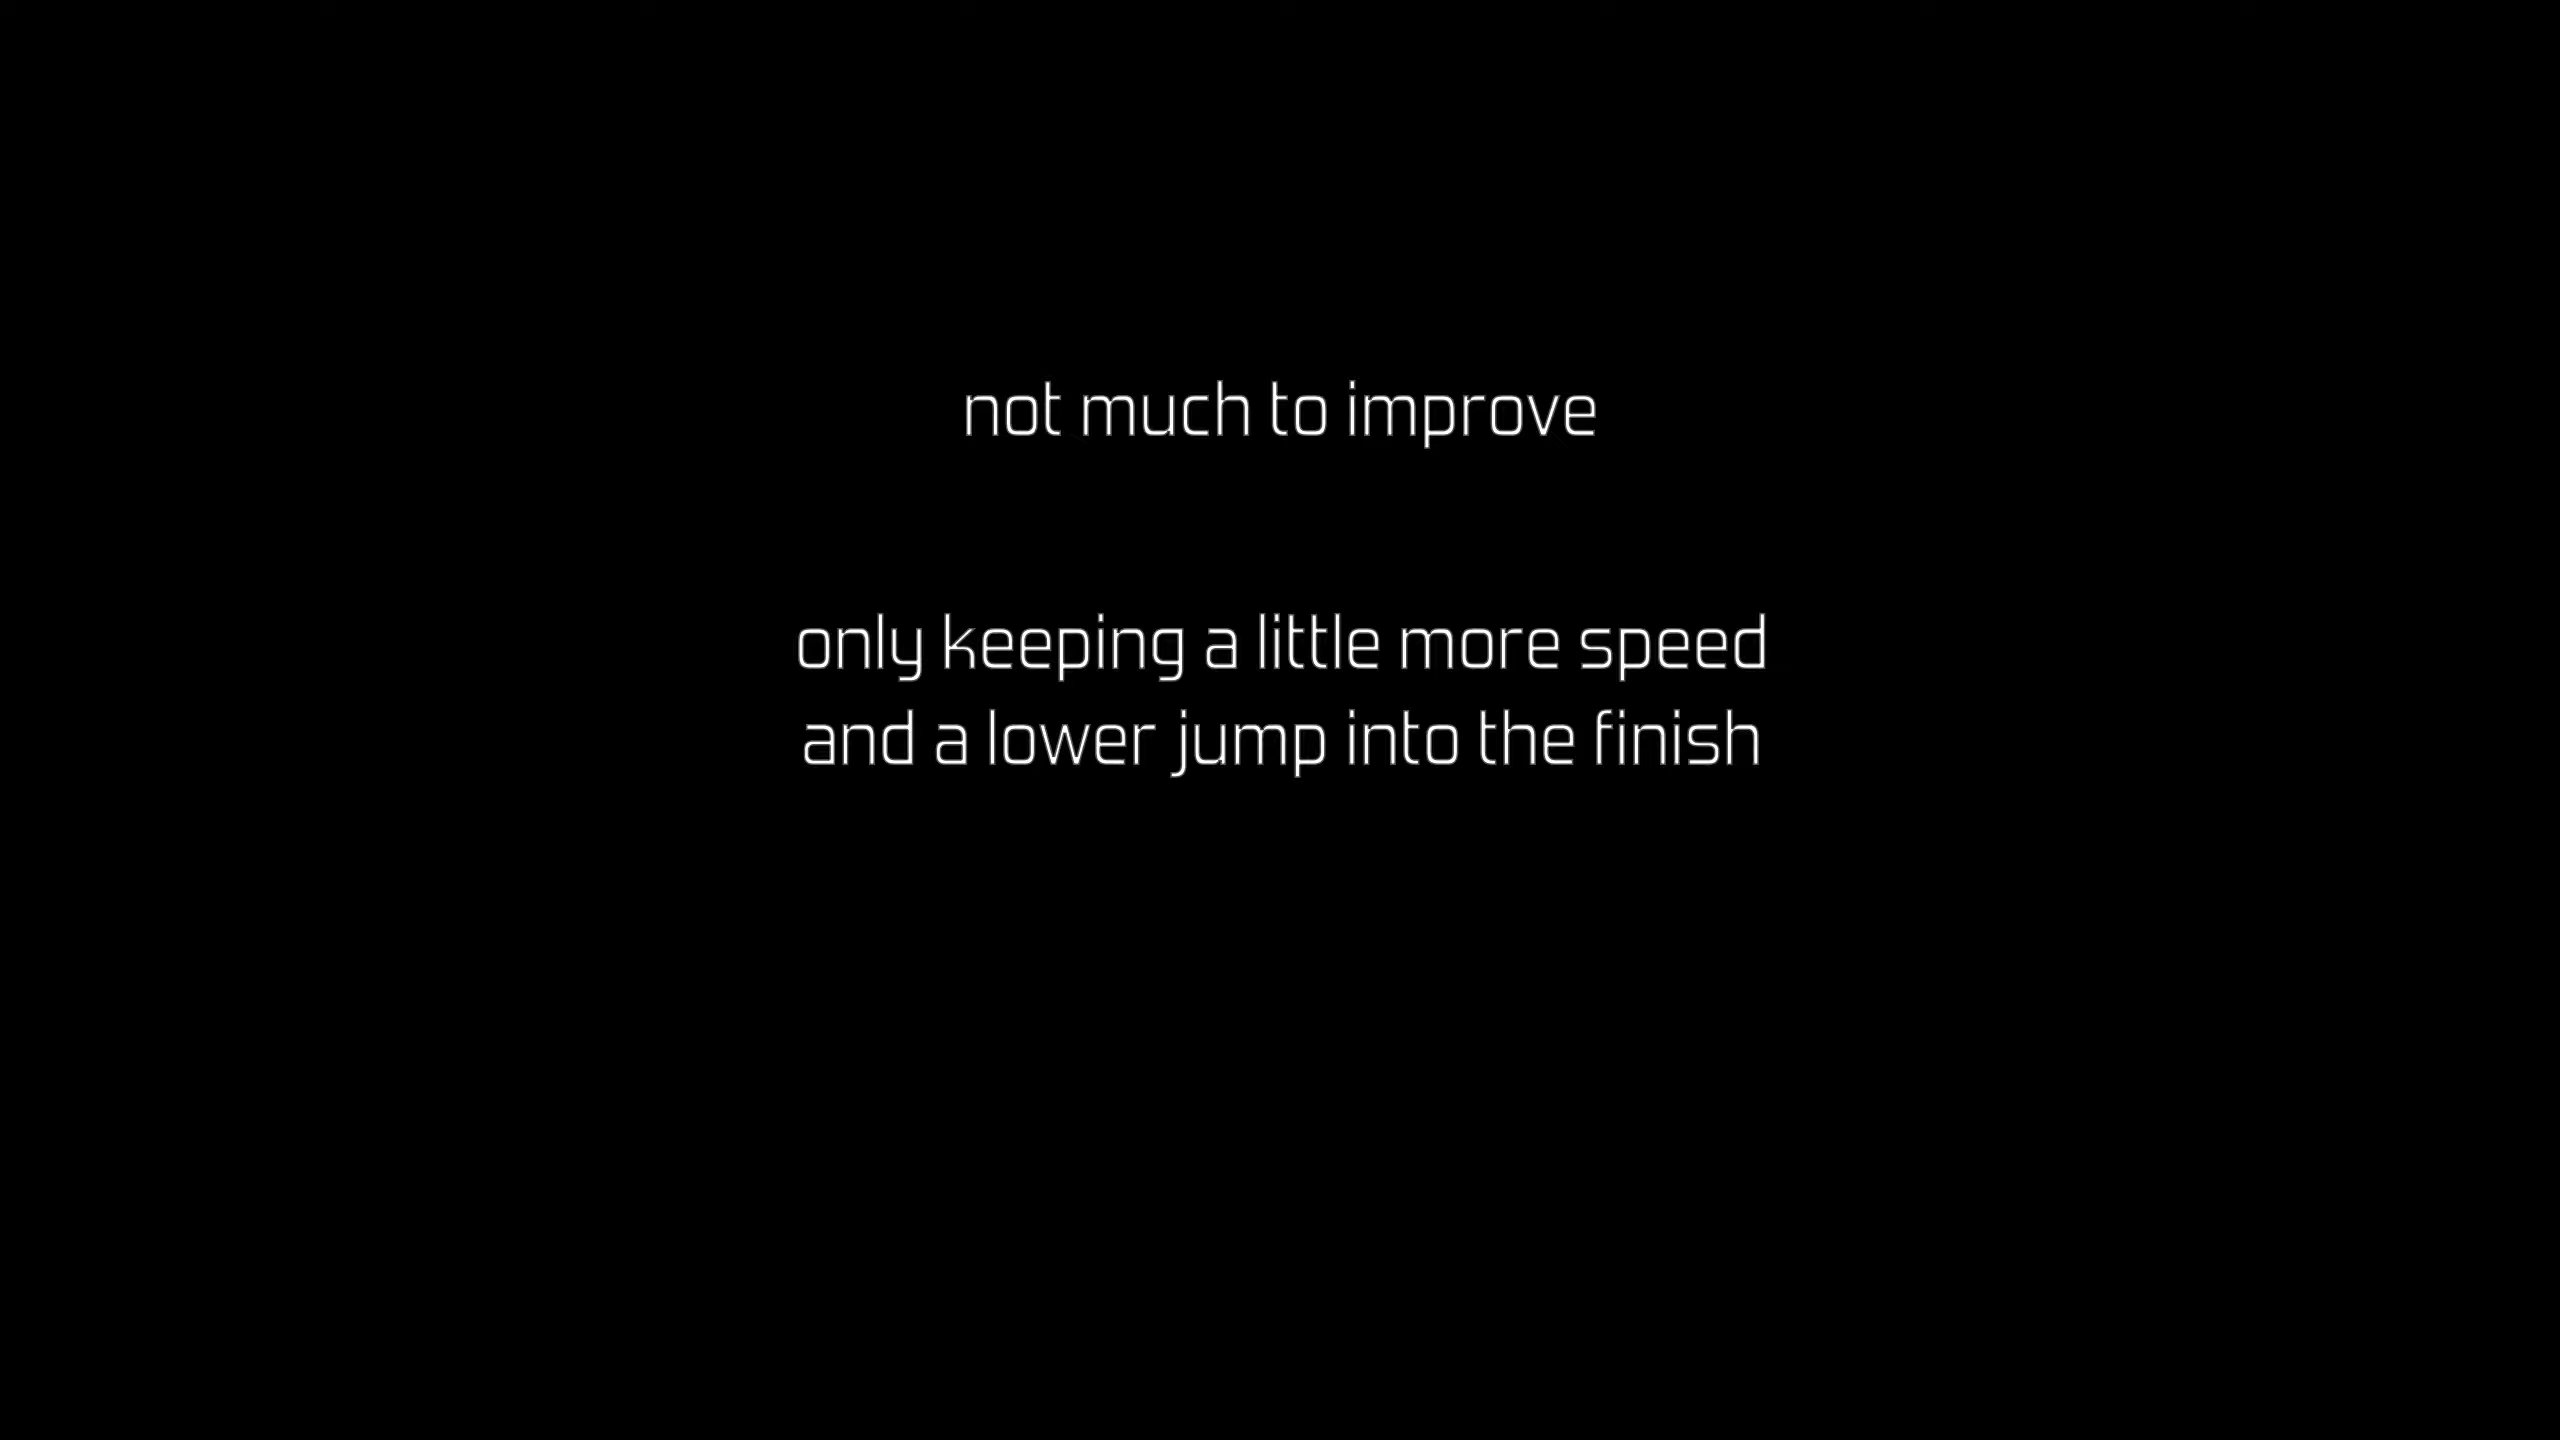 not much to improve
only keeping a little more speed
and a lower jump into the finish